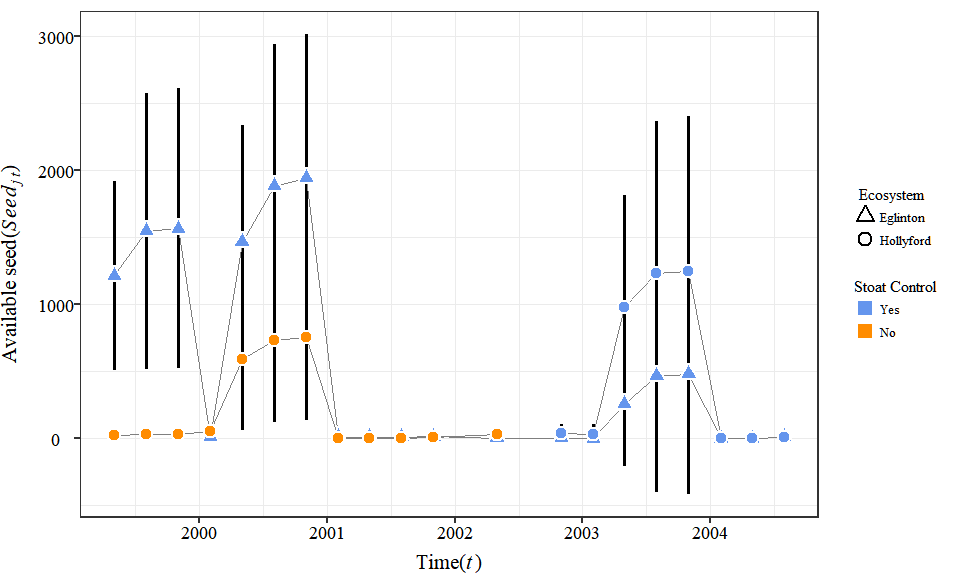 3000
2000
1000
0
Available seed(Seed_{j t})
2000 2001 2002 2003 2004
Time(t)
Ecosystem
Eglinton
Hollyford
Stoat Control
Yes
No